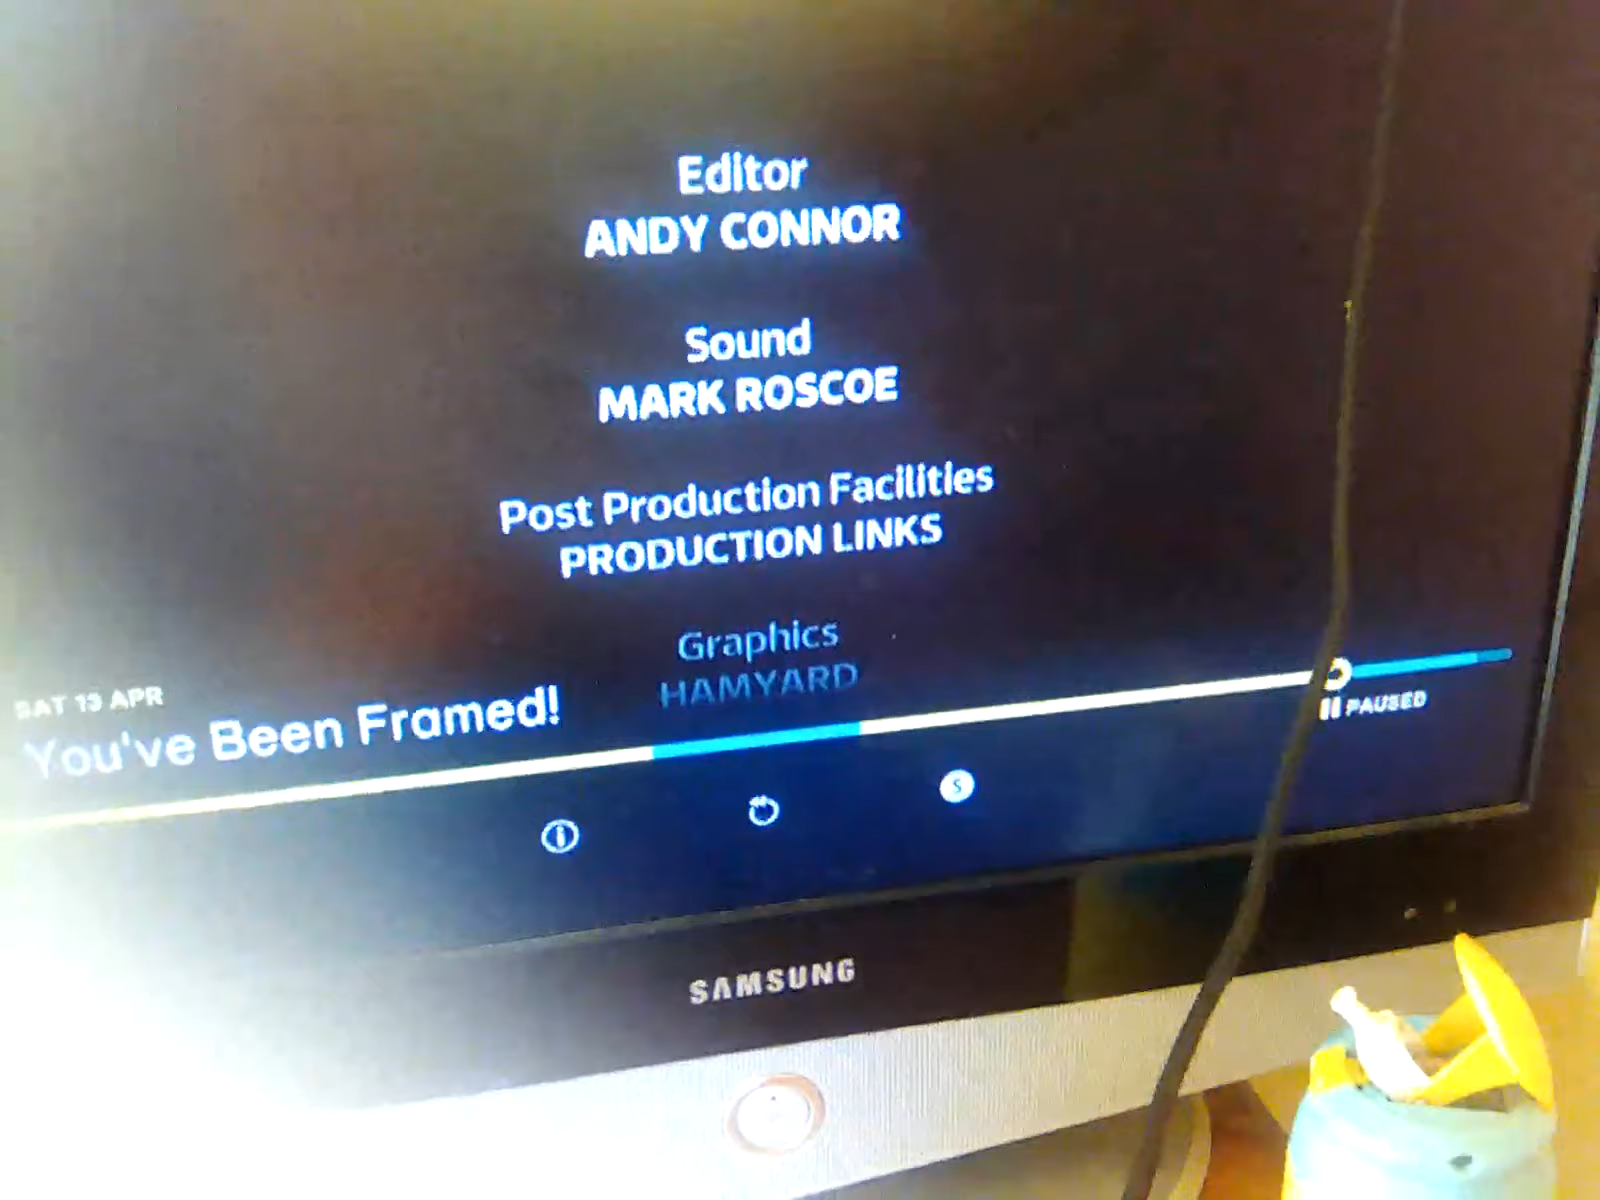 Editor
ANDY CONNOR
Sound
MARK ROSCOE
Post Production Facilities
PRODUCTION LINKS
Graphics
HAMYARD
SAT 13 APR
You've Been Framed!
PAUSED
S
SAMSUNG